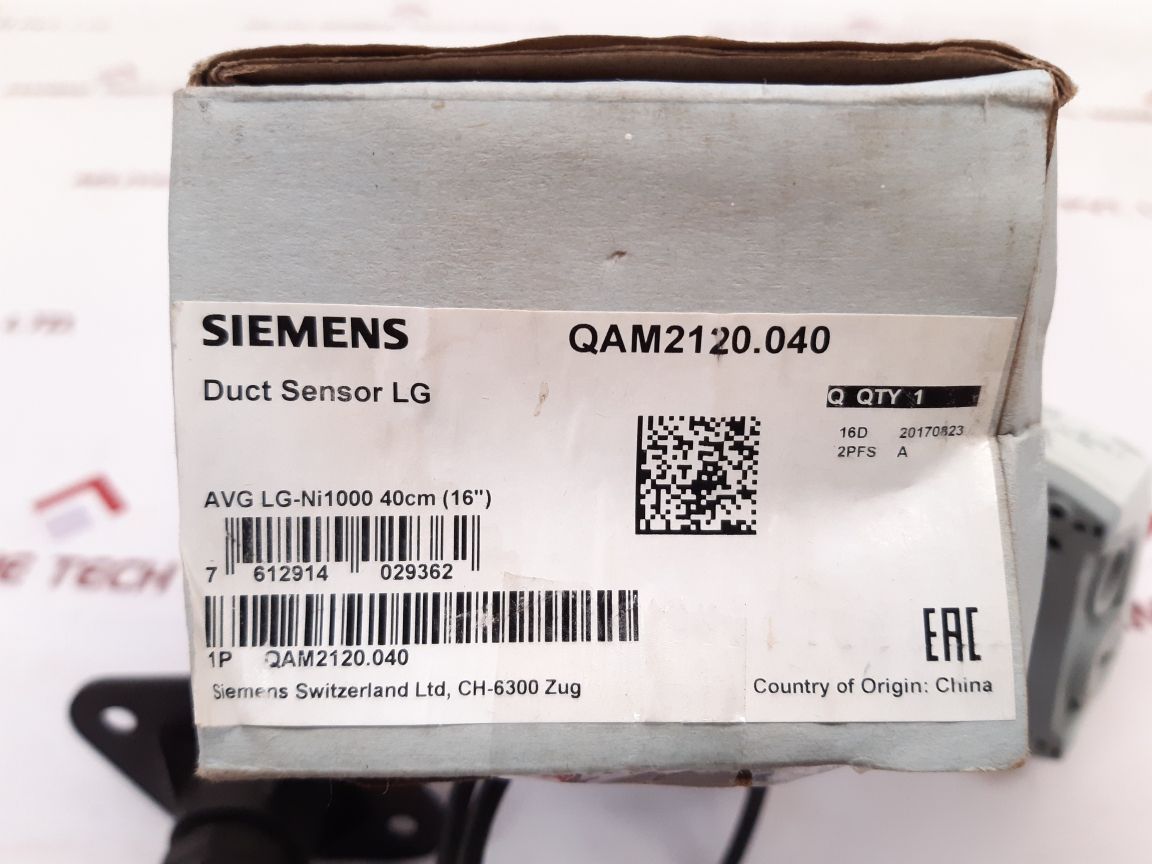 SIEMENS
QAM2120.040
Duct Sensor LG
Q QTY 1
16D 20170823
2PFS A
AVG LG-Ni1000 40cm (16")
7 612914 029362
1P QAM2120.040
EAC
Siemens Switzerland Ltd, CH-6300 Zug
Country of Origin: China
TECH